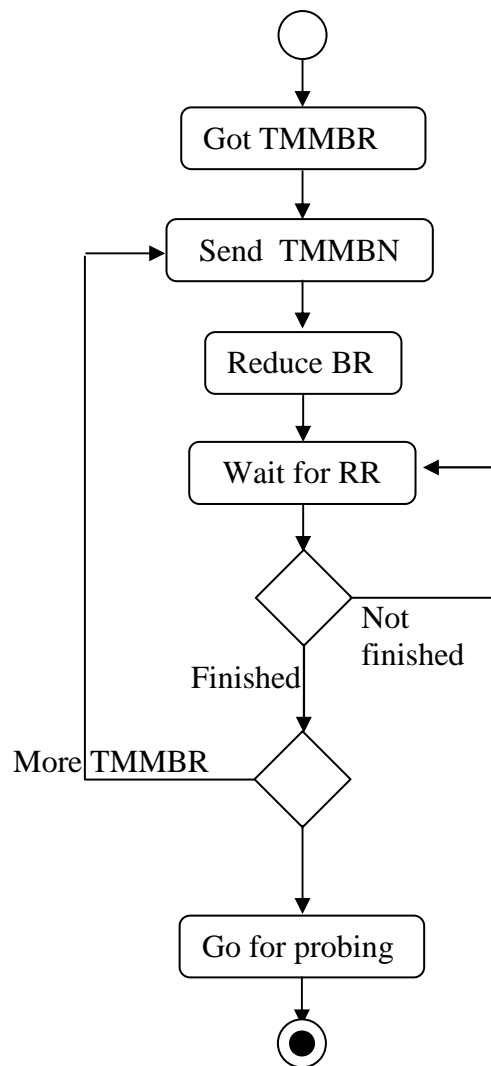 Got TMMBR
Send TMMBN
Reduce BR
Wait for RR
Not
finished
Finished
More TMMBR
Go for probing